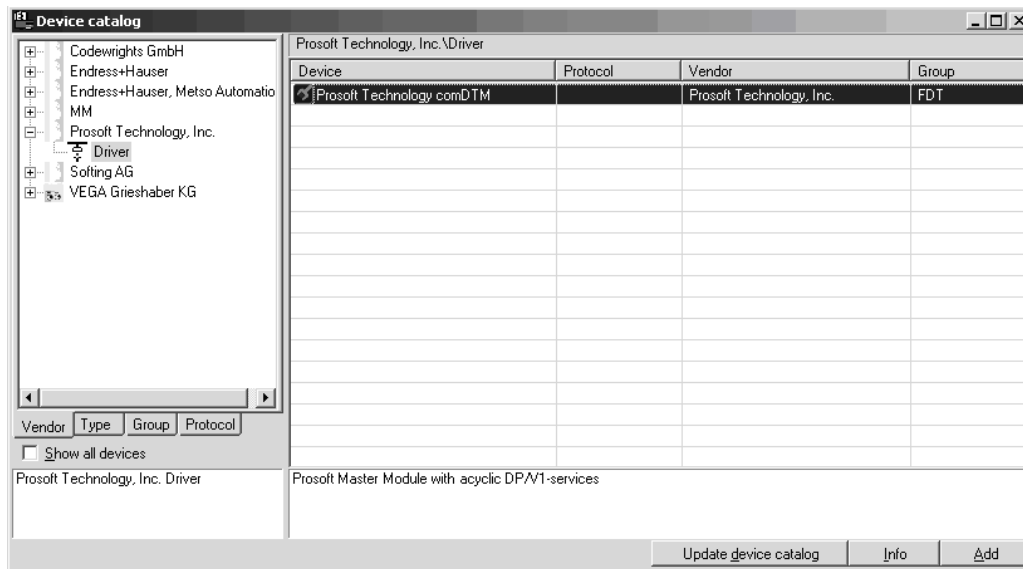 Device catalog
Codewrights GmbH
Endress+Hauser
Endress+Hauser, Metso Automatio
MM
Prosoft Technology, Inc.
Driver
Softing AG
VEGA Grieshaber KG
Vendor Type Group Protocol
Show all devices
Prosoft Technology, Inc. Driver
Prosoft Technology, Inc.\Driver
Device Protocol Vendor Group
Prosoft Technology comDTM Prosoft Technology, Inc. FDT
Prosoft Master Module with acyclic DP/V1-services
Update device catalog Info Add